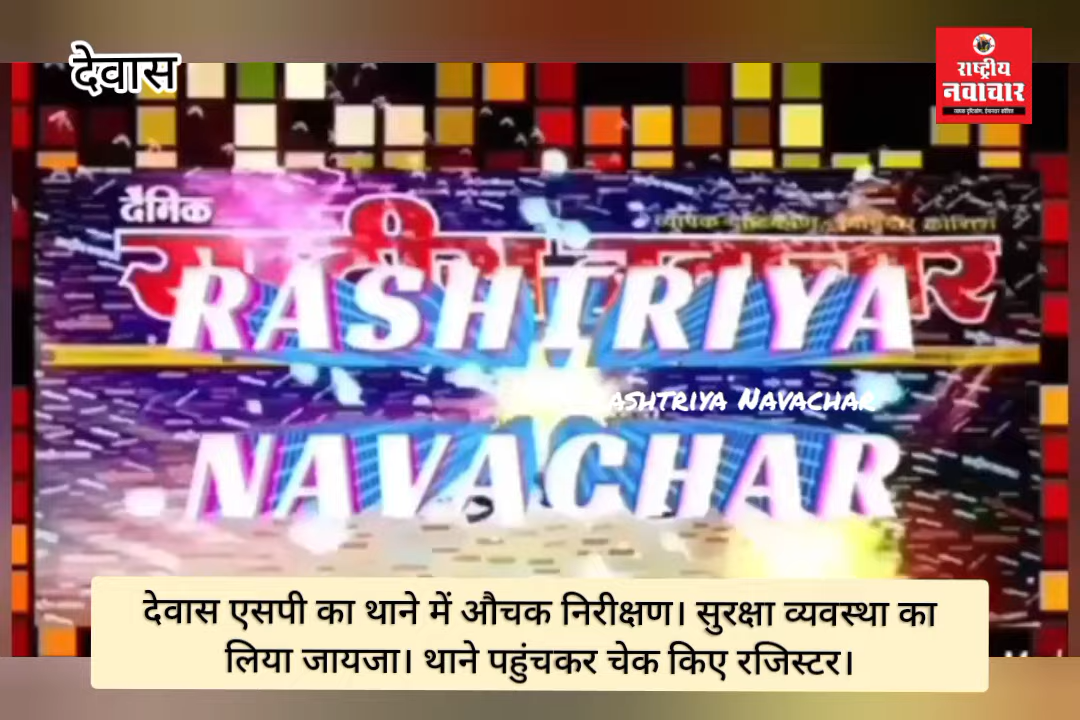 देवास
राष्ट्रीय
नवाचार
दैनिक
RASHTRIYA
ASHTRIYA NAVACHAR
NAVACHAR
देवास एसपी का थाने में औचक निरीक्षण। सुरक्षा व्यवस्था का
लिया जायजा। थाने पहुंचकर चेक किए रजिस्टर।